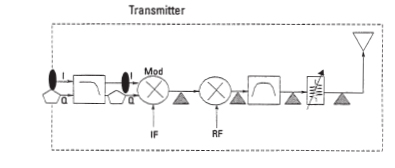 Transmitter
I
I
Mod
Q
Q
IF
RF